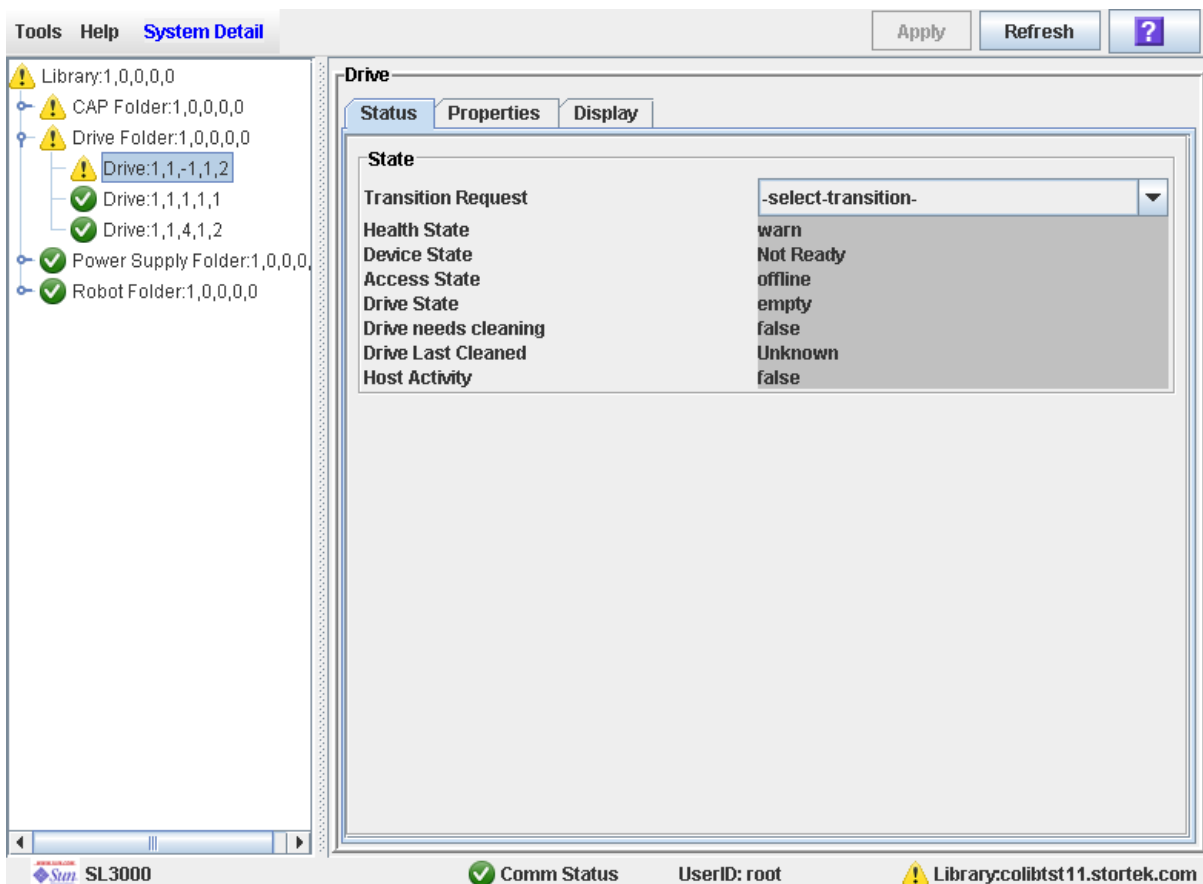 Tools Help System Detail
Apply Refresh ?
Library:1,0,0,0,0
CAP Folder:1,0,0,0,0
Drive Folder:1,0,0,0,0
Drive:1,1,-1,1,2
Drive:1,1,1,1,1
Drive:1,1,4,1,2
Power Supply Folder:1,0,0,0,
Robot Folder:1,0,0,0,0
Drive
Status Properties Display
State
Transition Request -select-transition-
Health State warn
Device State Not Ready
Access State offline
Drive State empty
Drive needs cleaning false
Drive Last Cleaned Unknown
Host Activity false
Sun SL3000 Comm Status UserID: root Library:colibtst11.stortek.com